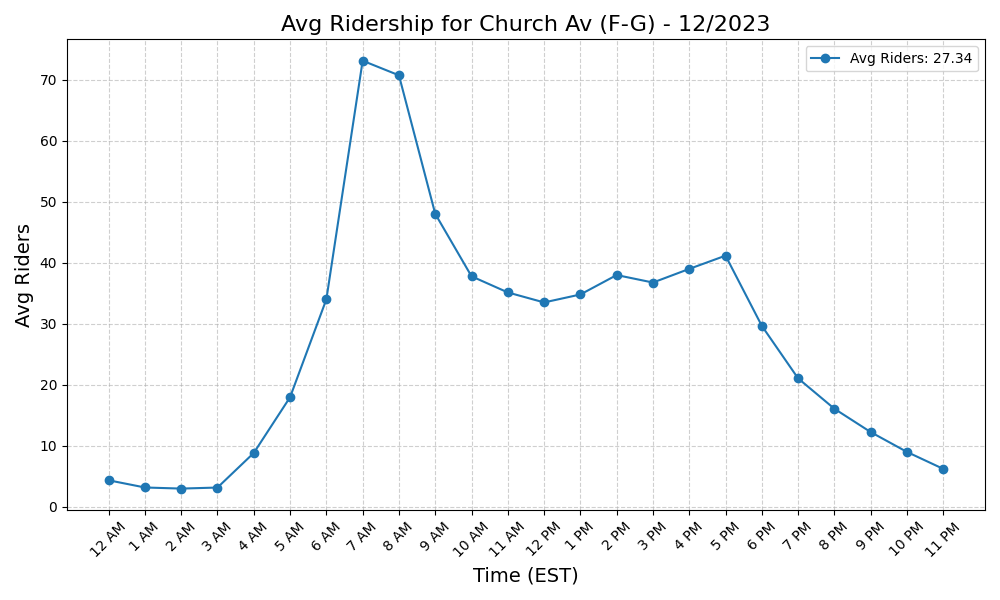 Avg Ridership for Church Av (F-G) - 12/2023
Avg Riders: 27.34
Avg Riders
70
60
50
40
30
20
10
0
12 AM
1 AM
2 AM
3 AM
4 AM
5 AM
6 AM
7 AM
8 AM
9 AM
10 AM
11 AM
12 PM
1 PM
2 PM
3 PM
4 PM
5 PM
6 PM
7 PM
8 PM
9 PM
10 PM
11 PM
Time (EST)